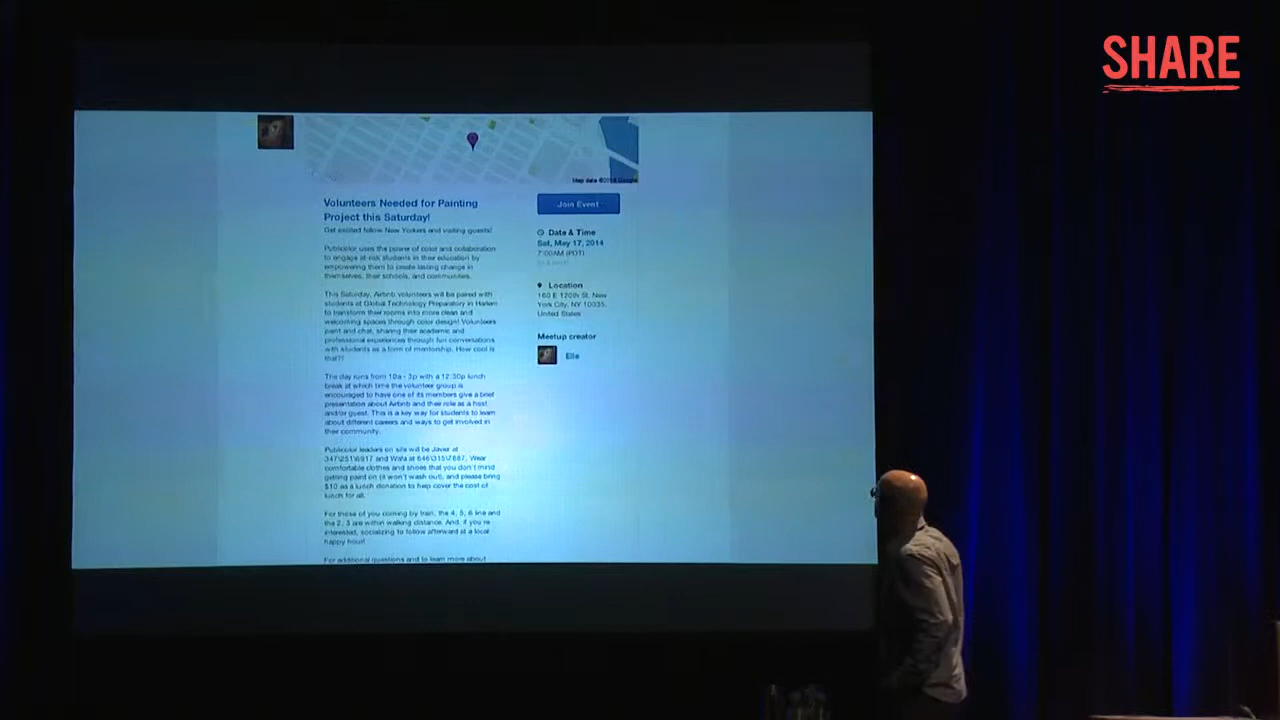 SHARE
Map data ©2014 Google
Volunteers Needed for Painting
Project this Saturday!
Get excited fellow New Yorkers and visiting guests!
Publicolor uses the power of color and collaboration
to engage at-risk students in their education by
empowering them to create lasting change in
themselves, their schools, and communities.
This Saturday, Airbnb volunteers will be paired with
students at Global Technology Preparatory in Harlem
to transform their rooms into more clean and
welcoming spaces through color design! Volunteers
paint and chat, sharing their academic and
professional experiences through fun conversations
with students as a form of mentorship. How cool is
that?!
The day runs from 10a - 3p with a 12:30p lunch
break at which time the volunteer group is
encouraged to have one of its members give a brief
presentation about Airbnb and their role as a host
and/or guest. This is a key way for students to learn
about different careers and ways to get involved in
their community.
Publicolor leaders on site will be Javier at
347\251\6917 and Wafa at 646\315\7887. Wear
comfortable clothes and shoes that you don't mind
getting paint on (it won't wash out), and please bring
$10 as a lunch donation to help cover the cost of
lunch for all.
For those of you coming by train, the 4, 5, 6 line and
the 2, 3 are within walking distance. And, if you're
interested, socializing to follow afterward at a local
happy hour!
For additional questions and to learn more about
Join Event
Date & Time
Sat, May 17, 2014
7:00AM (PDT)
Location
160 E 120th St, New
York City, NY 10035,
United States
Meetup creator
Elle